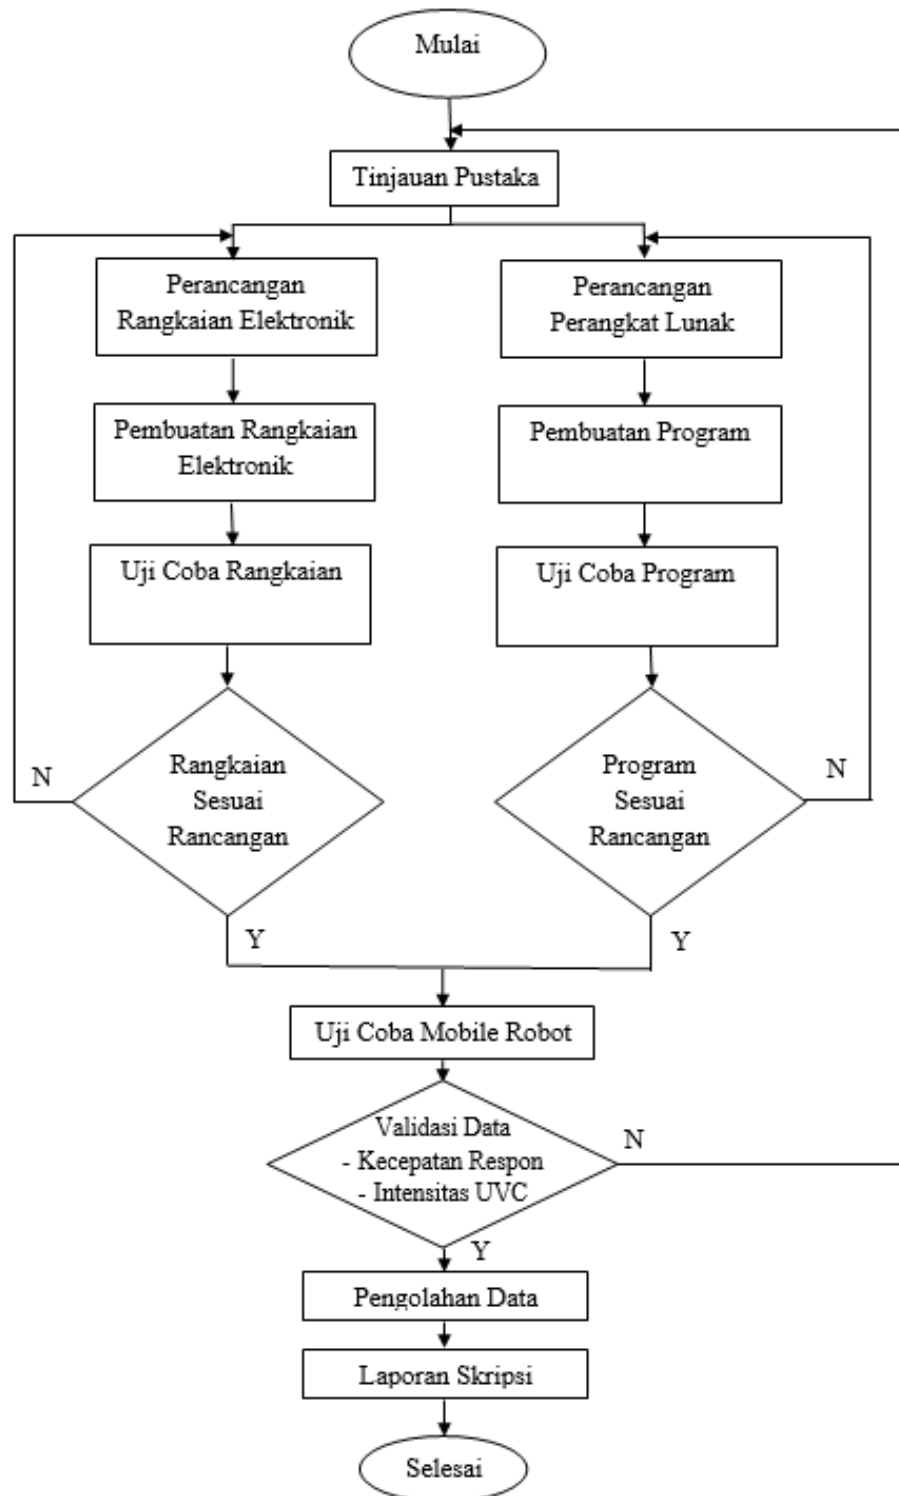 Mulai
Tinjauan Pustaka
Perancangan
Rangkaian Elektronik
Perancangan
Perangkat Lunak
Pembuatan Rangkaian
Elektronik
Pembuatan Program
Uji Coba Rangkaian
Uji Coba Program
N
Rangkaian
Sesuai
Rancangan
Program
Sesuai
Rancangan
N
Y
Y
Uji Coba Mobile Robot
Validasi Data
- Kecepatan Respon
- Intensitas UVC
N
Y
Pengolahan Data
Laporan Skripsi
Selesai